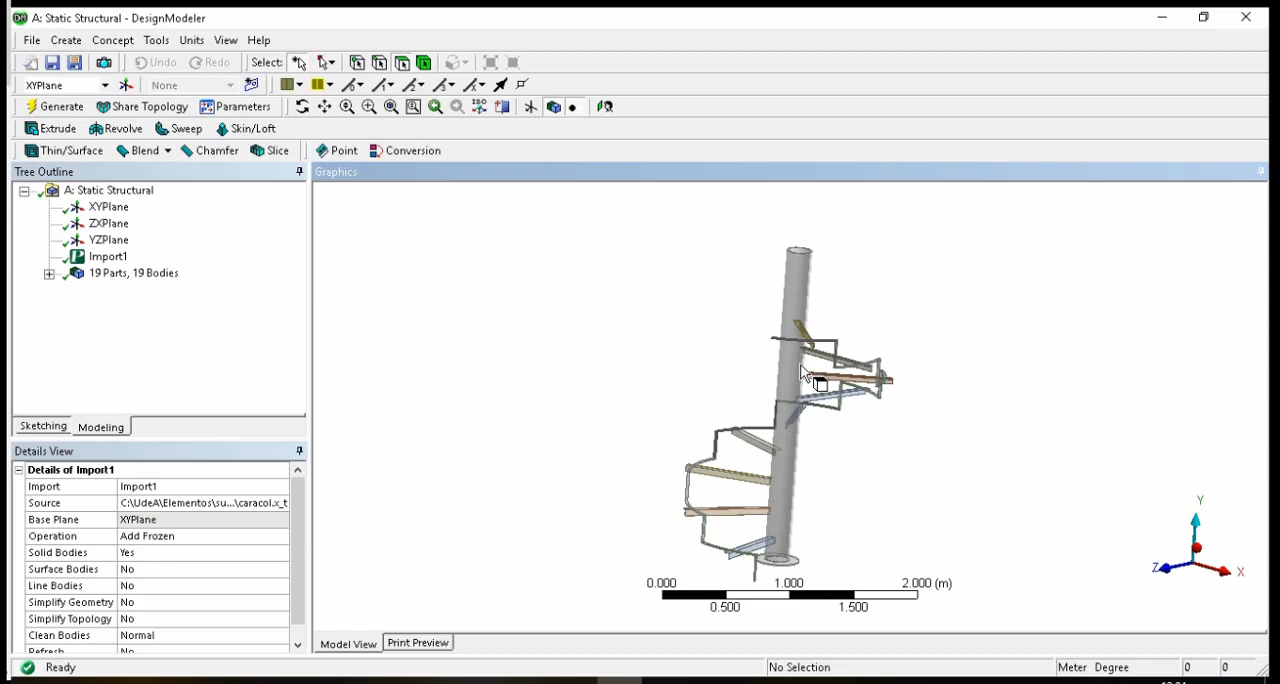 A: Static Structural - DesignModeler
File Create Concept Tools Units View Help
Undo Redo Select:
XYPlane None
Generate Share Topology Parameters ISO
Extrude Revolve Sweep Skin/Loft
Thin/Surface Blend Chamfer Slice Point Conversion
Tree Outline
Graphics
A: Static Structural
XYPlane
ZXPlane
YZPlane
Import1
19 Parts, 19 Bodies
Sketching Modeling
Details View
Details of Import1
Import Import1
Source C:\UdeA\Elementos\su...\caracol.x_t
Base Plane XYPlane
Operation Add Frozen
Solid Bodies Yes
Surface Bodies No
Line Bodies No
Simplify Geometry No
Simplify Topology No
Clean Bodies Normal
Refresh No
0.000 1.000 2.000 (m)
0.500 1.500
Y
Z X
Model View Print Preview
Ready No Selection Meter Degree 0 0